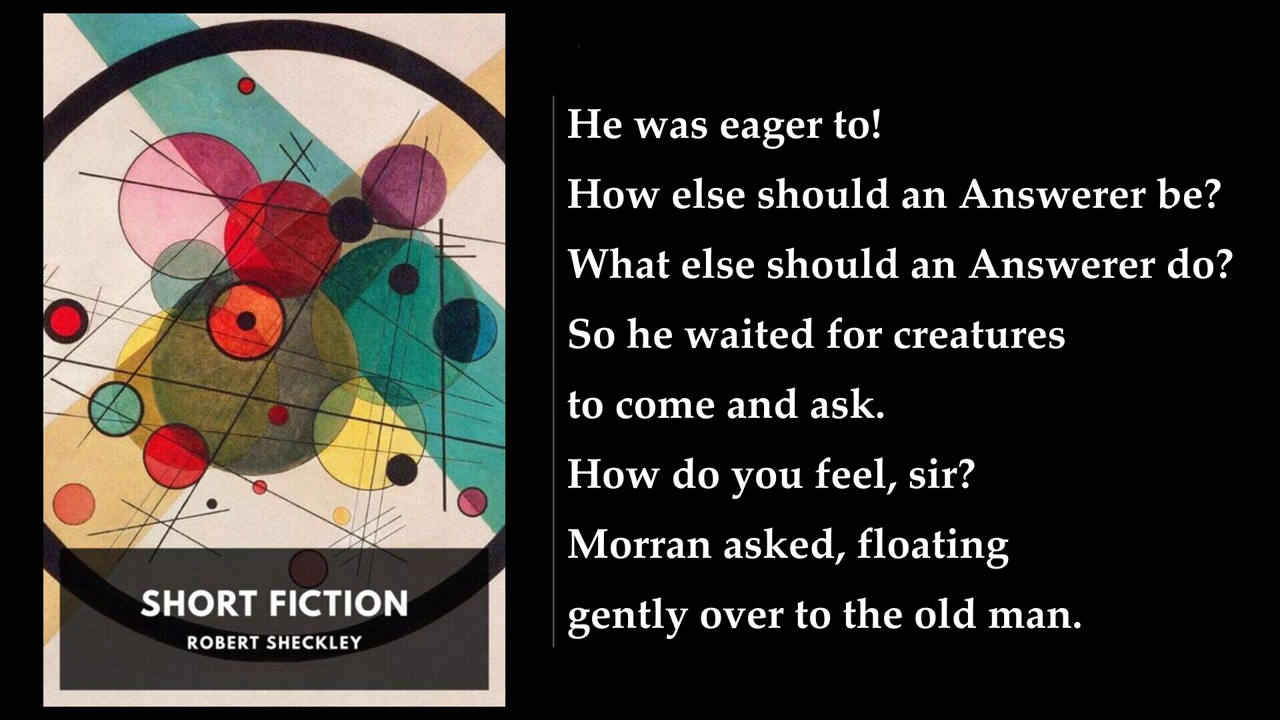 SHORT FICTION
ROBERT SHECKLEY
He was eager to!
How else should an Answerer be?
What else should an Answerer do?
So he waited for creatures
to come and ask.
How do you feel, sir?
Morran asked, floating
gently over to the old man.